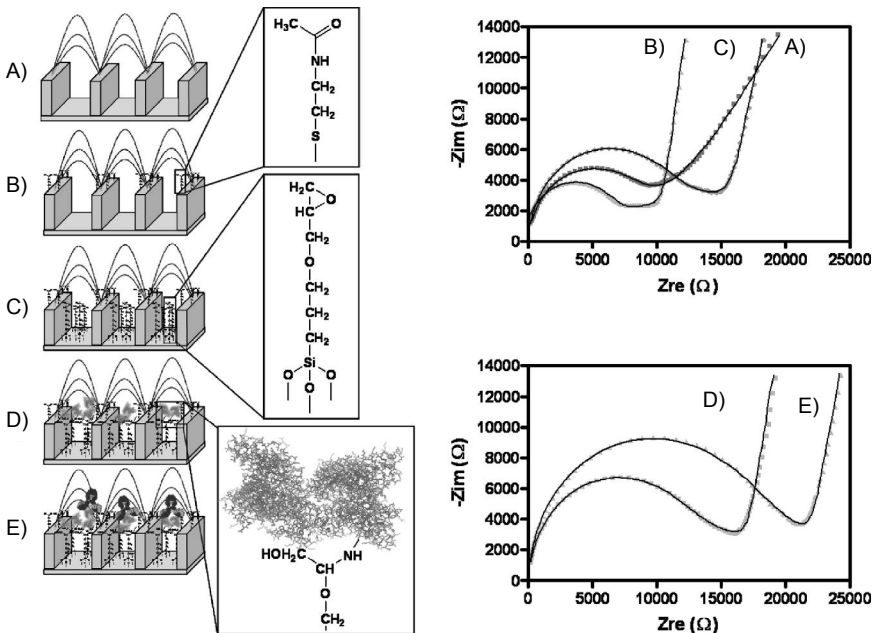 A)
B)
C)
D)
E)
H₃C
O
NH
CH₂
CH₂
S
H₂C
O
HC
CH₂
O
CH₂
CH₂
CH₂
Si
O O O
HOH₂C
NH
CH
O
CH₂
B) C) A)
-Zim (Ω)
14000
12000
10000
8000
6000
4000
2000
0
0 5000 10000 15000 20000 25000
Zre (Ω)
D) E)
-Zim (Ω)
14000
12000
10000
8000
6000
4000
2000
0
0 5000 10000 15000 20000 25000
Zre (Ω)